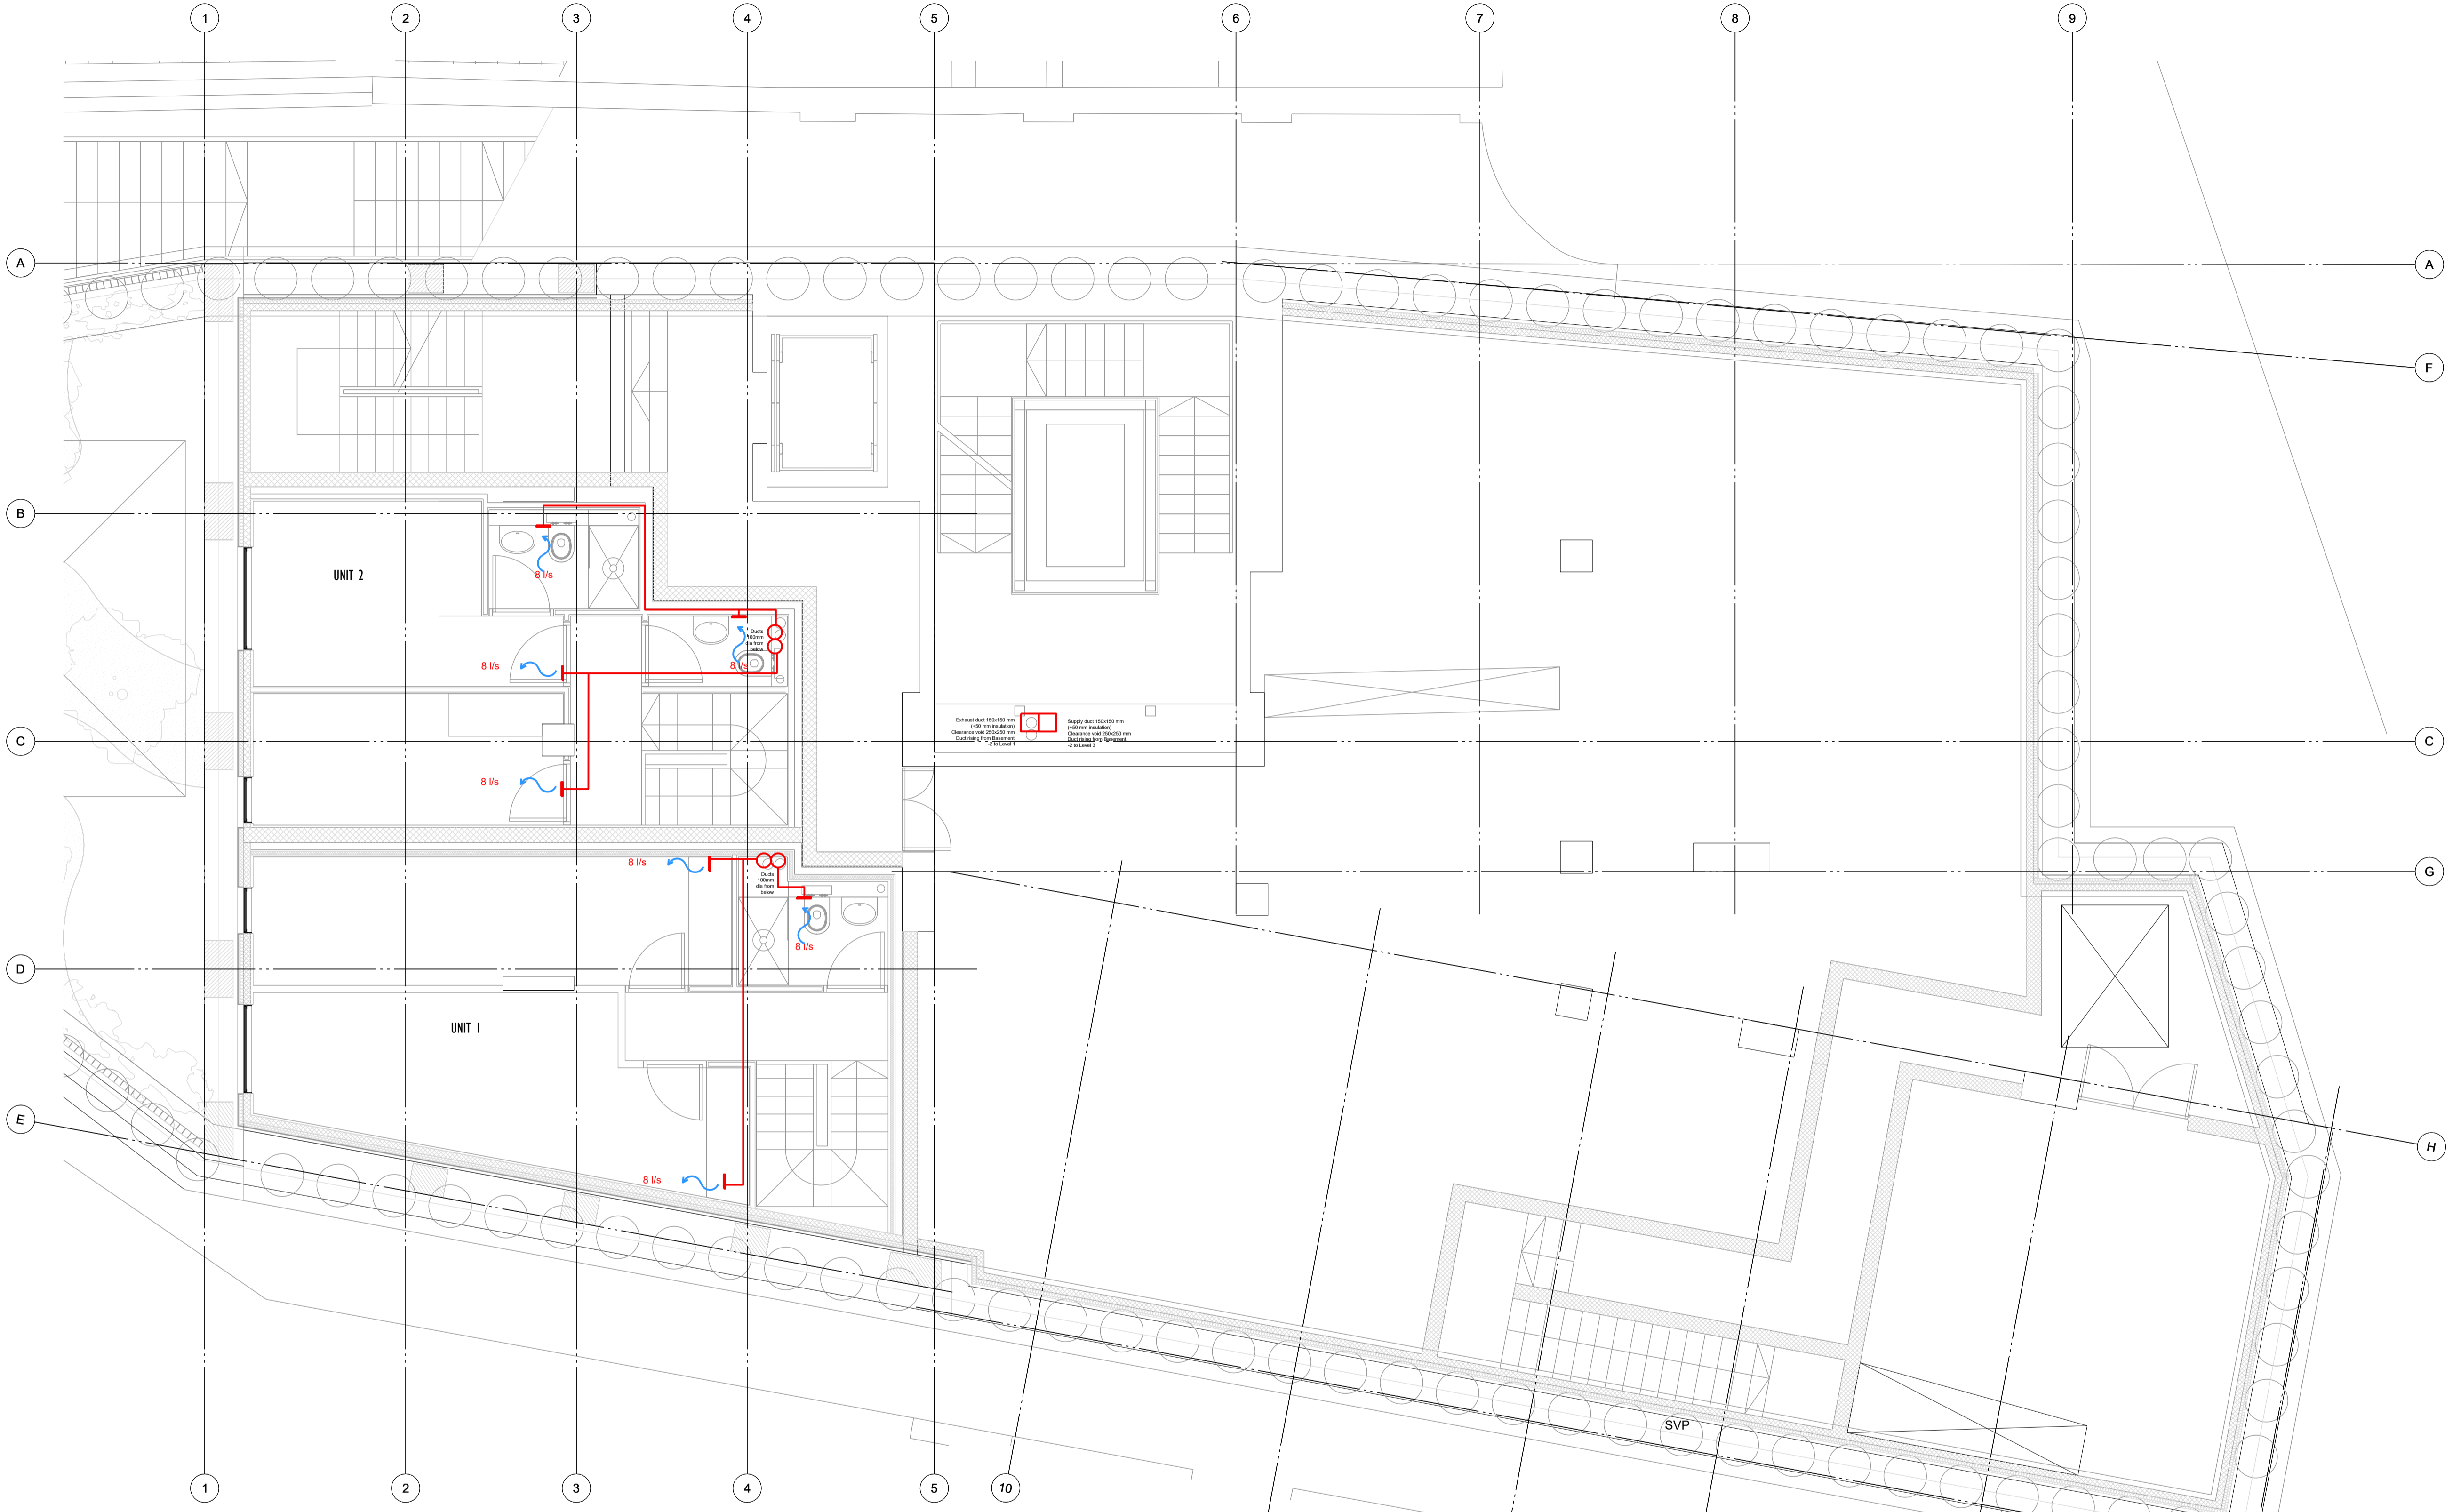 1 2 3 4 5 6 7 8 9
A A
F
B
UNIT 2
8 l/s
Ducts
100mm
dia from
below
8 l/s
8 l/s
Exhaust duct 150x150 mm
(+50 mm insulation)
Clearance void 250x250 mm
Duct rising from Basement
-2 to Level 1
Supply duct 150x150 mm
(+50 mm insulation)
Clearance void 250x250 mm
Duct rising from Basement
-2 to Level 3
C C
8 l/s
8 l/s
Ducts
100mm
dia from
below
G
8 l/s
D
UNIT 1
E
H
8 l/s
SVP
1 2 3 4 5 10